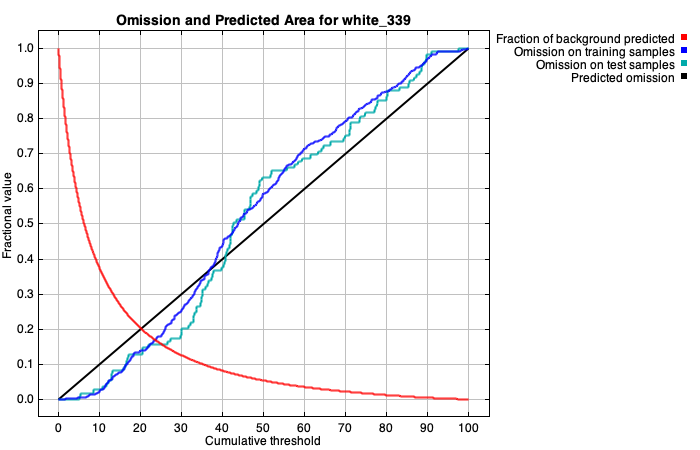 Omission and Predicted Area for white_339
Fraction of background predicted
Omission on training samples
Omission on test samples
Predicted omission
Fractional value
1.0
0.9
0.8
0.7
0.6
0.5
0.4
0.3
0.2
0.1
0.0
0 10 20 30 40 50 60 70 80 90 100
Cumulative threshold